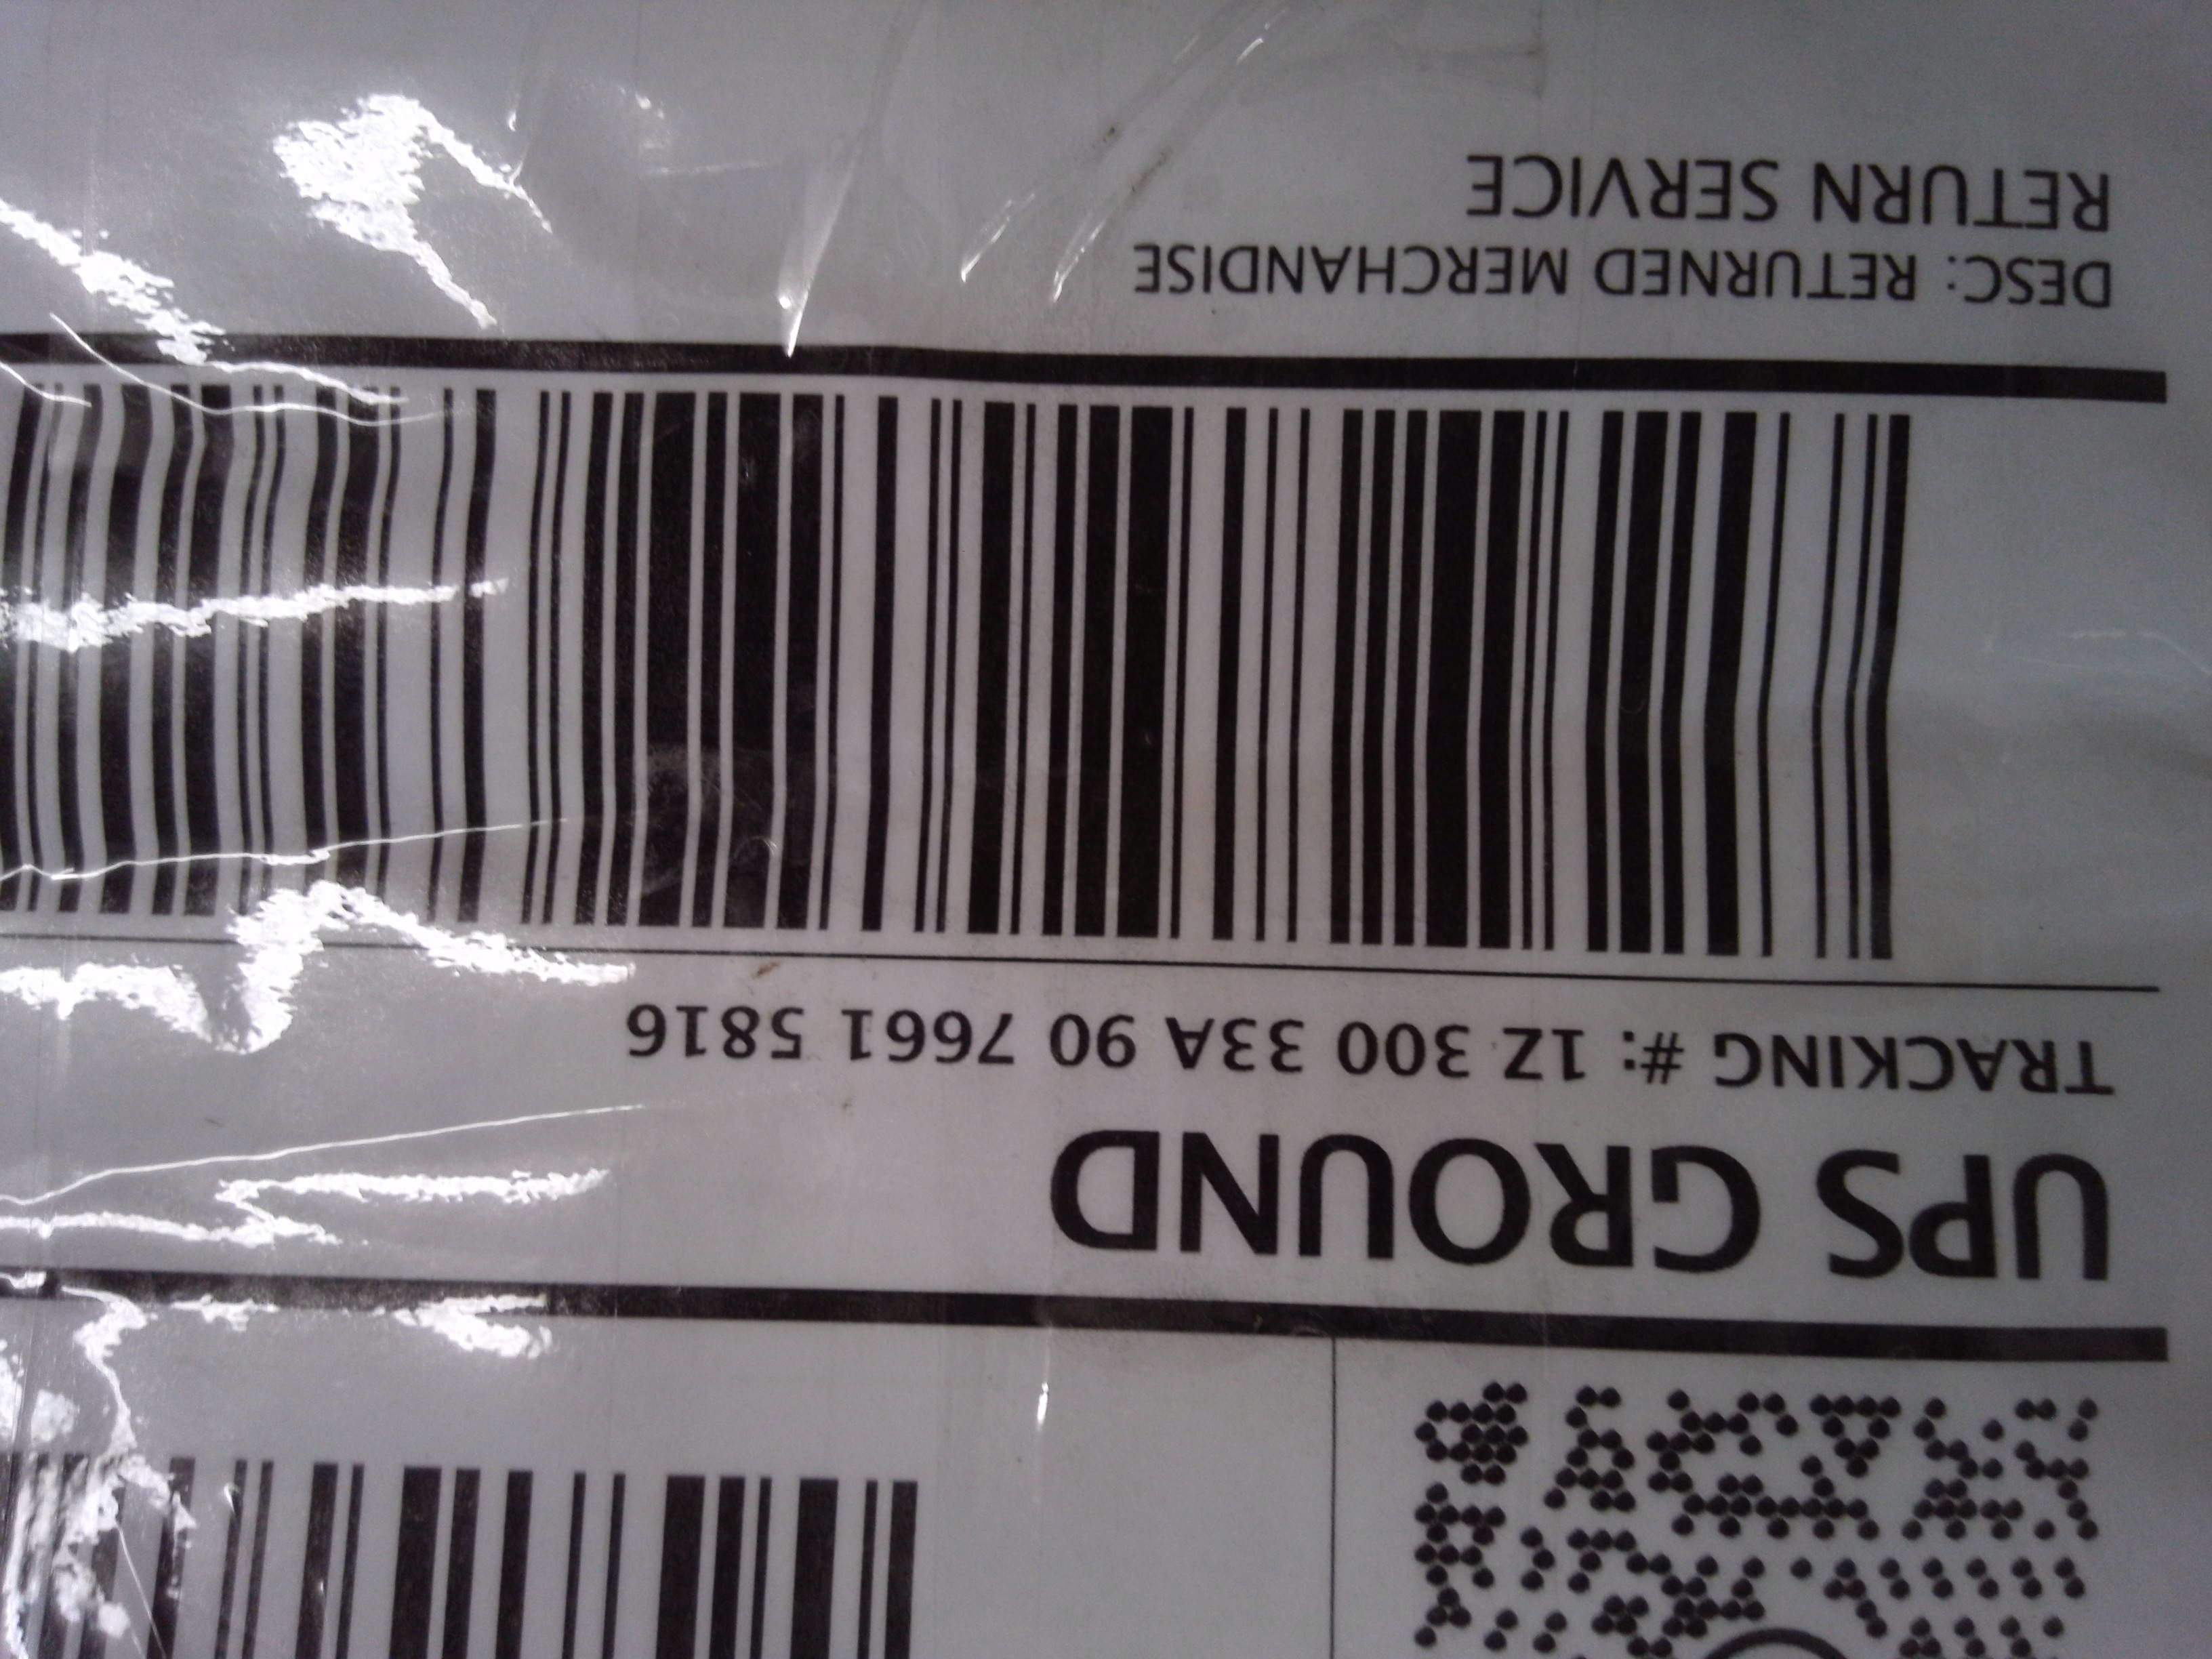 UPS GROUND
TRACKING #: 1Z 300 33A 90 7661 5816
DESC: RETURNED MERCHANDISE
RETURN SERVICE